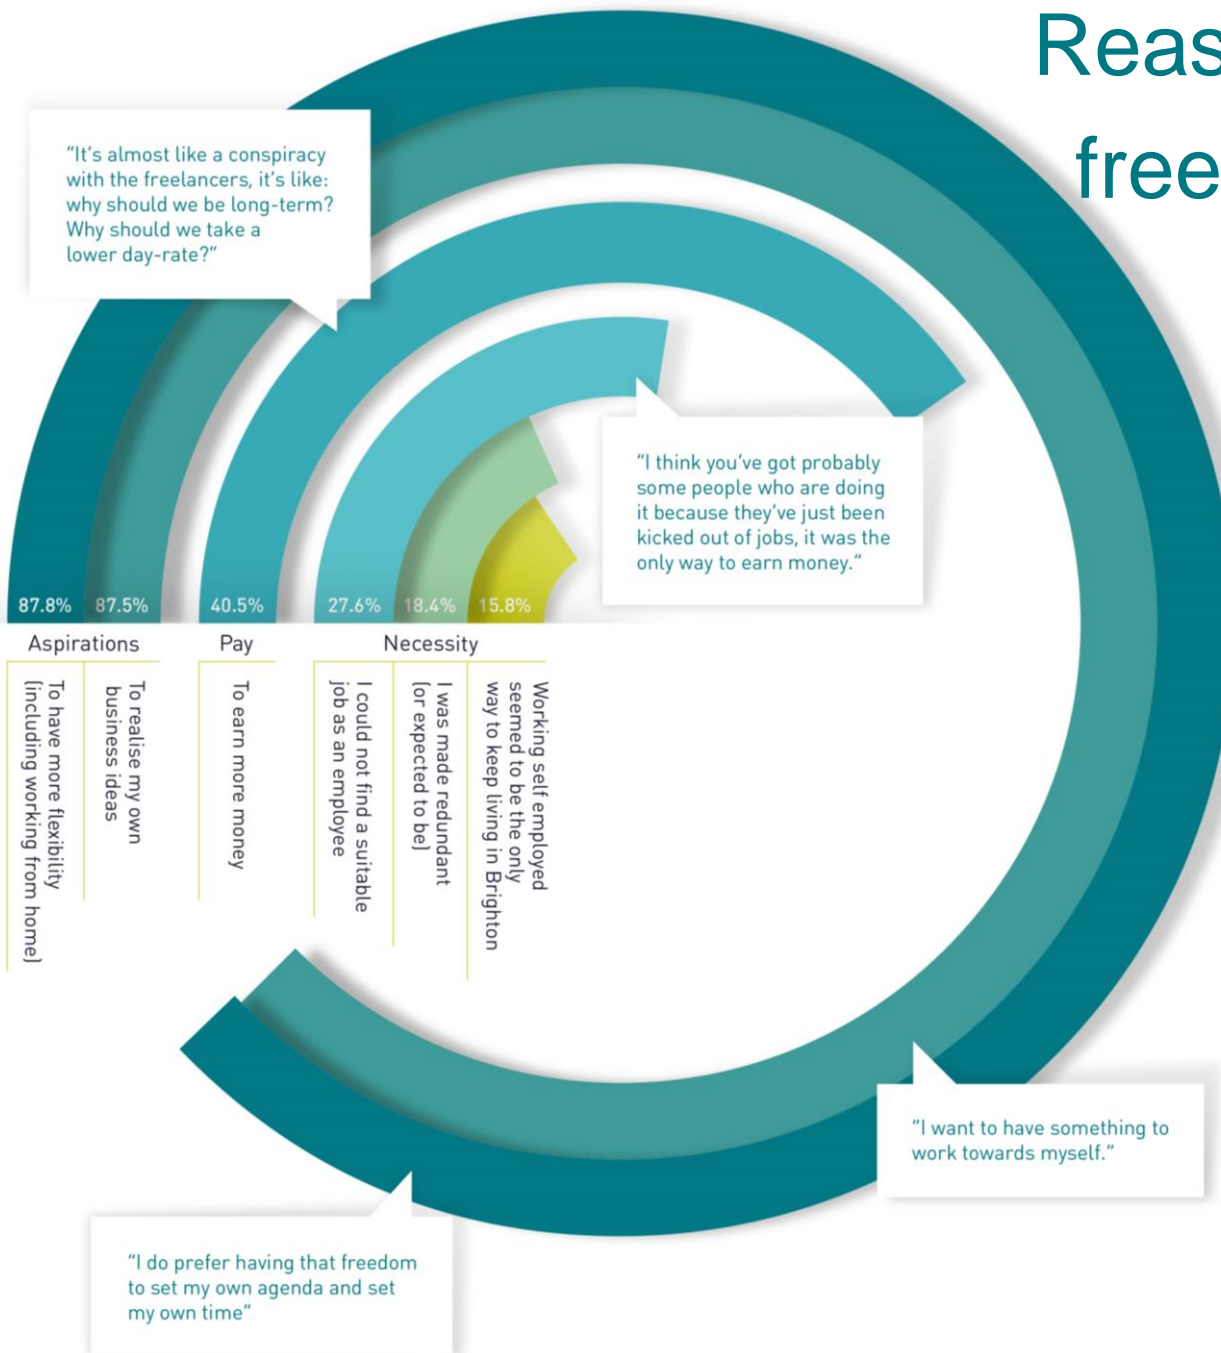 Reas
free
"It's almost like a conspiracy
with the freelancers, it's like:
why should we be long-term?
Why should we take a
lower day-rate?"
"I think you've got probably
some people who are doing
it because they've just been
kicked out of jobs, it was the
only way to earn money."
87.8%
87.5%
40.5%
27.6%
18.4%
15.8%
Aspirations
Pay
Necessity
To have more flexibility
(including working from home)
To realise my own
business ideas
To earn more money
I could not find a suitable
job as an employee
I was made redundant
(or expected to be)
Working self employed
seemed to be the only
way to keep living in Brighton
"I want to have something to
work towards myself."
"I do prefer having that freedom
to set my own agenda and set
my own time"